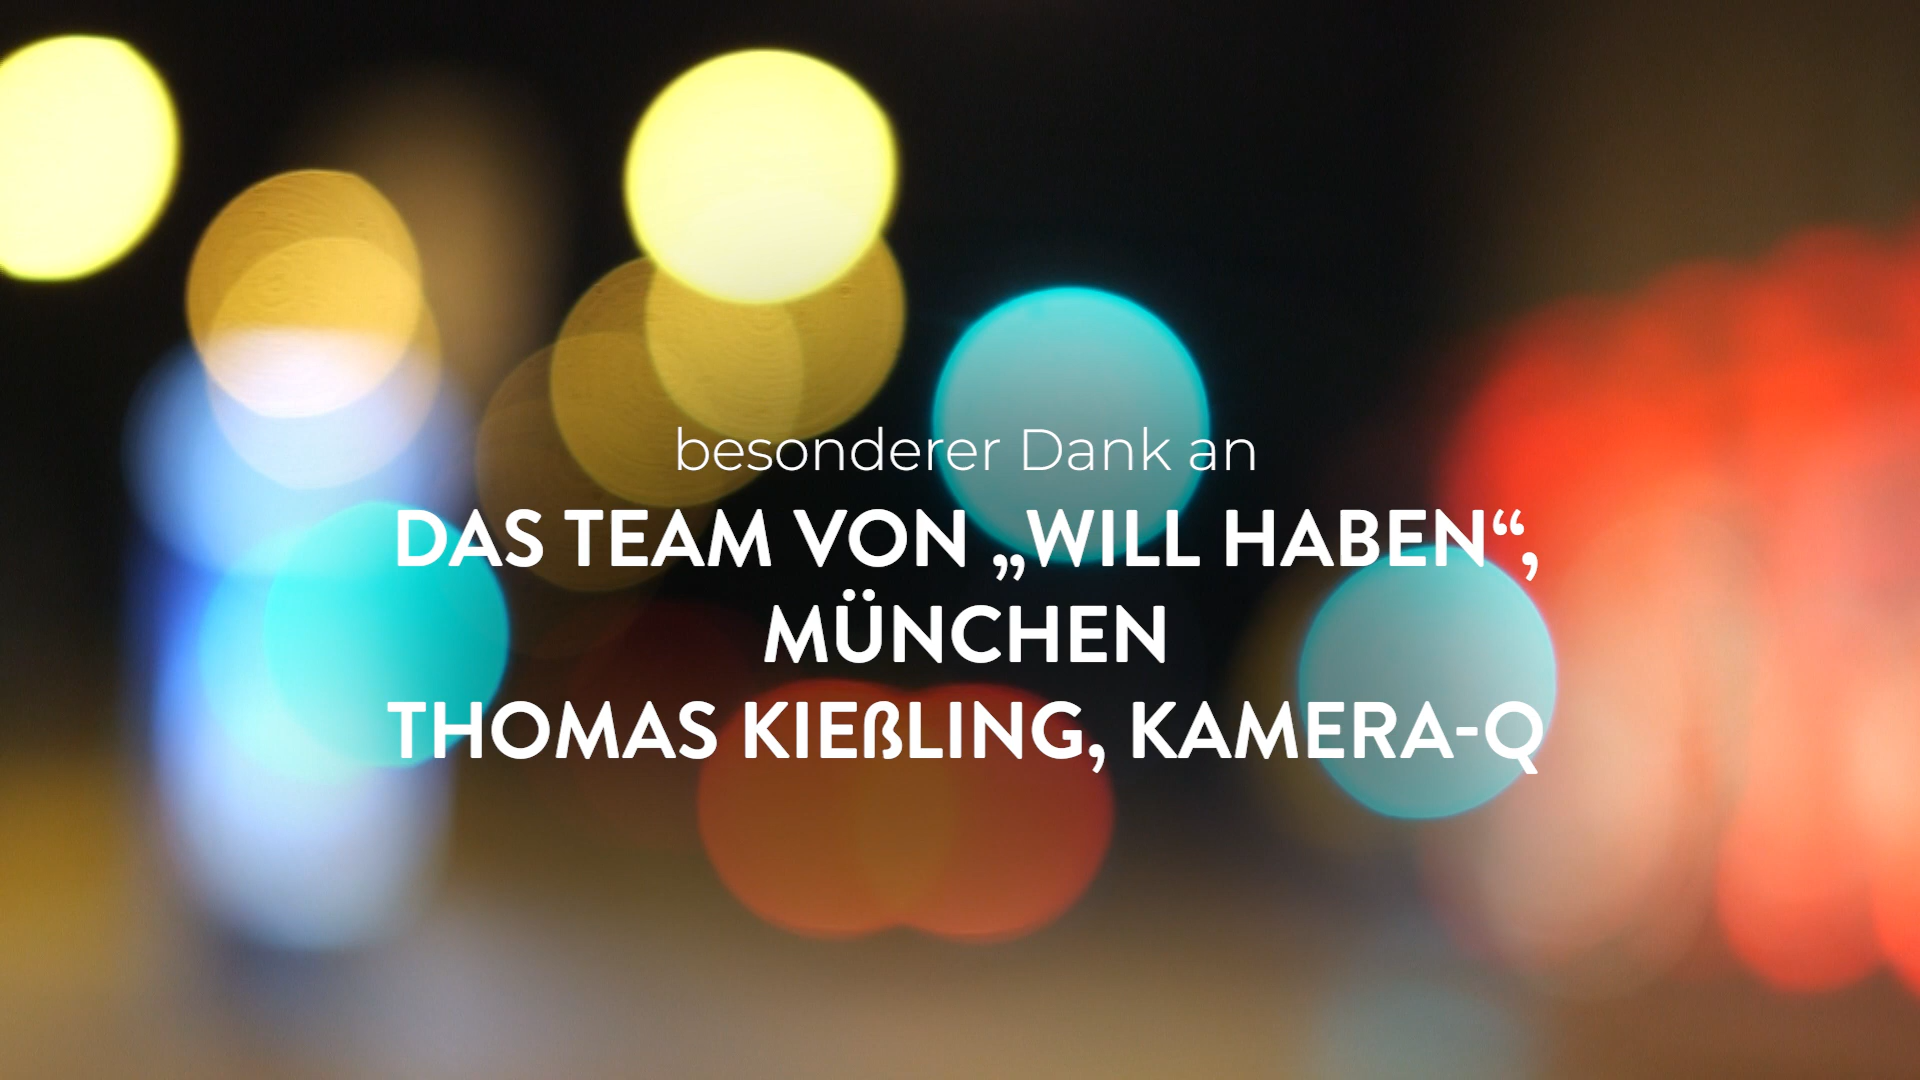 besonderer Dank an
DAS TEAM VON „WILL HABEN“,
MÜNCHEN
THOMAS KIEßLING, KAMERA-Q